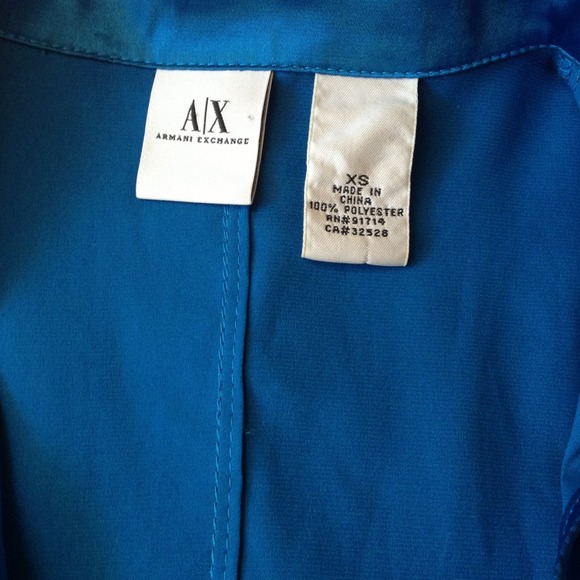 A|X
ARMANI EXCHANGE
XS
MADE IN
CHINA
100% POLYESTER
RN#91714
CA#32528